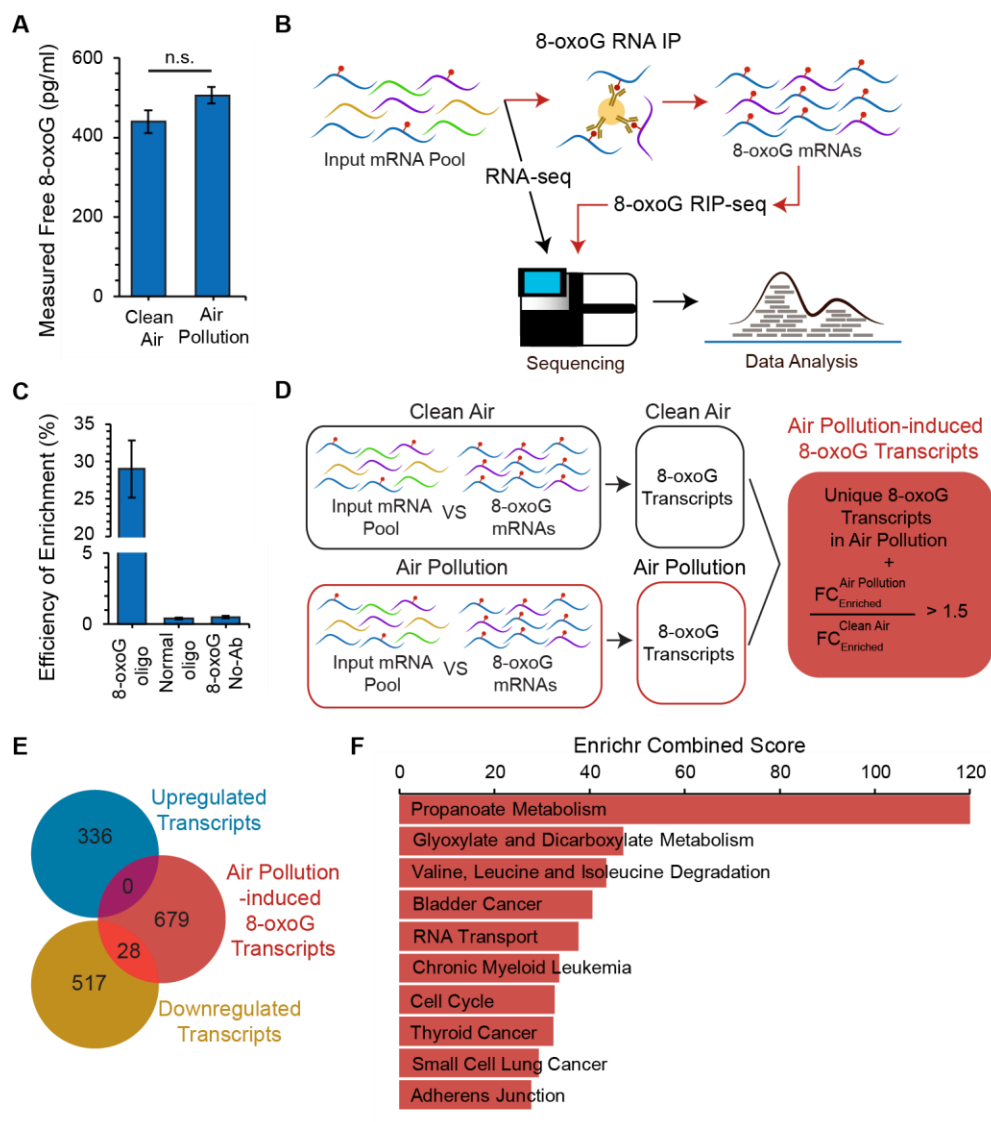 A
Measured Free 8-oxoG (pg/ml)
600
400
200
0
n.s.
Clean
Air
Air
Pollution
B
8-oxoG RNA IP
Input mRNA Pool
8-oxoG mRNAs
RNA-seq
8-oxoG RIP-seq
Sequencing
Data Analysis
C
Efficiency of Enrichment (%)
35
30
25
20
5
0
8-oxoG
oligo
Normal
oligo
8-oxoG
No-Ab
D
Clean Air
Input mRNA
Pool
VS
8-oxoG
mRNAs
Clean Air
8-oxoG
Transcripts
Air Pollution
Input mRNA
Pool
VS
8-oxoG
mRNAs
Air Pollution
8-oxoG
Transcripts
Air Pollution-induced
8-oxoG Transcripts
Unique 8-oxoG
Transcripts
in Air Pollution
+
FC Air Pollution Enriched
FC Clean Air Enriched
> 1.5
E
336
Upregulated
Transcripts
0
679
Air Pollution
-induced
8-oxoG
Transcripts
28
517
Downregulated
Transcripts
F
Enrichr Combined Score
0 20 40 60 80 100 120
Propanoate Metabolism
Glyoxylate and Dicarboxylate Metabolism
Valine, Leucine and Isoleucine Degradation
Bladder Cancer
RNA Transport
Chronic Myeloid Leukemia
Cell Cycle
Thyroid Cancer
Small Cell Lung Cancer
Adherens Junction